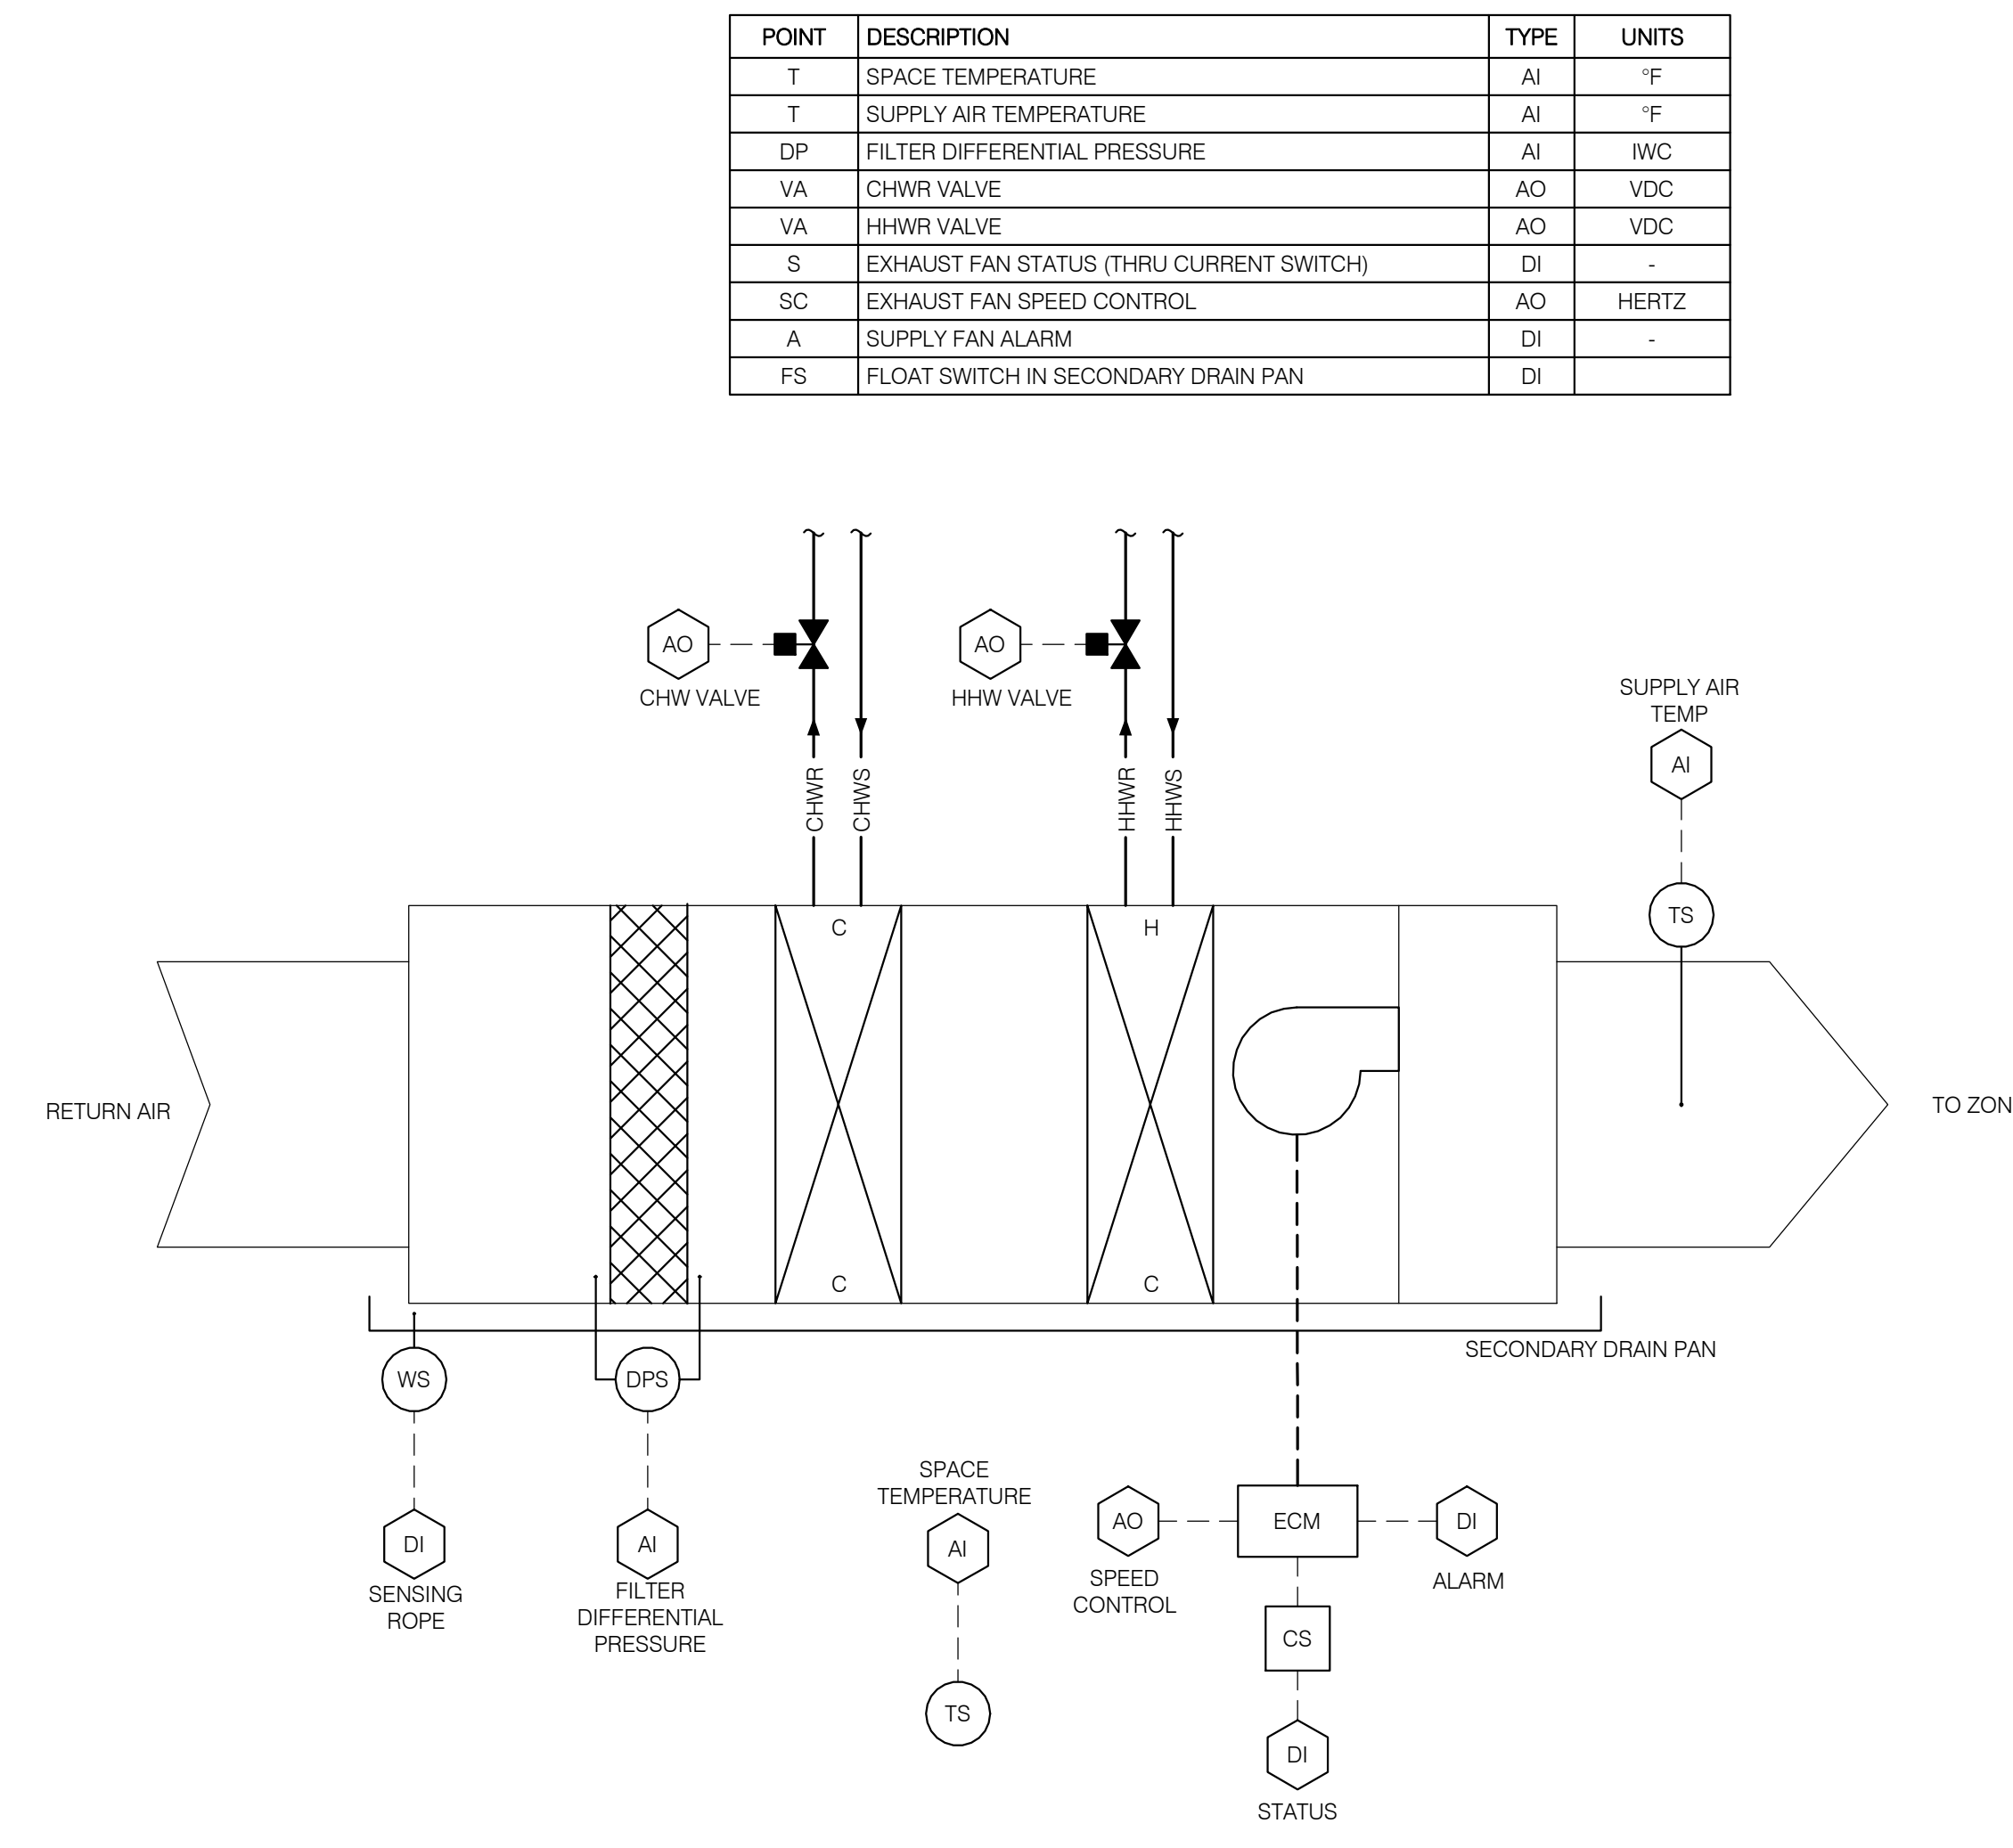 POINT DESCRIPTION TYPE UNITS
T SPACE TEMPERATURE AI °F
T SUPPLY AIR TEMPERATURE AI °F
DP FILTER DIFFERENTIAL PRESSURE AI IWC
VA CHWR VALVE AO VDC
VA HHWR VALVE AO VDC
S EXHAUST FAN STATUS (THRU CURRENT SWITCH) DI -
SC EXHAUST FAN SPEED CONTROL AO HERTZ
A SUPPLY FAN ALARM DI -
FS FLOAT SWITCH IN SECONDARY DRAIN PAN DI
AO
CHW VALVE
AO
HHW VALVE
SUPPLY AIR
TEMP
AI
TS
CHWR
CHWS
HHWR
HHWS
C
H
RETURN AIR
TO ZON
C
C
SECONDARY DRAIN PAN
WS
DPS
DI
SENSING
ROPE
AI
FILTER
DIFFERENTIAL
PRESSURE
SPACE
TEMPERATURE
AI
TS
AO
SPEED
CONTROL
ECM
DI
ALARM
CS
DI
STATUS